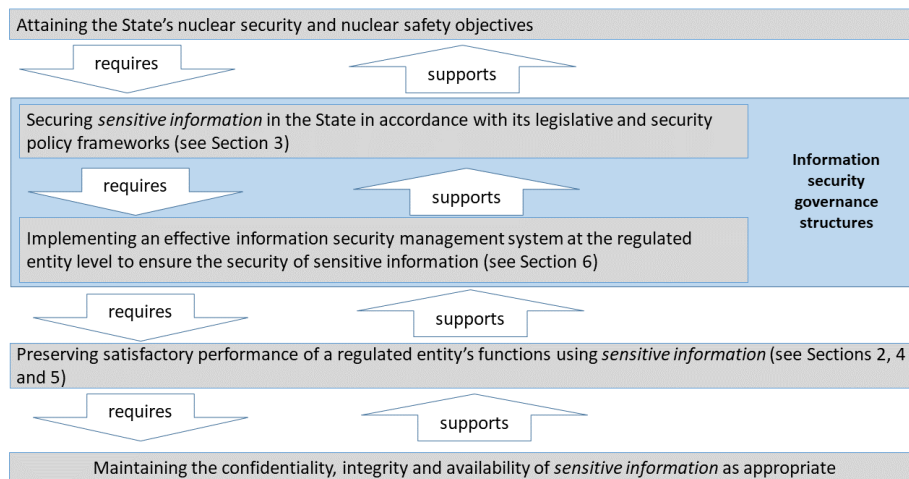 Attaining the State's nuclear security and nuclear safety objectives
requires
supports
Securing sensitive information in the State in accordance with its legislative and security
policy frameworks (see Section 3)
requires
supports
Implementing an effective information security management system at the regulated
entity level to ensure the security of sensitive information (see Section 6)
Information
security
governance
structures
requires
supports
Preserving satisfactory performance of a regulated entity's functions using sensitive information (see Sections 2, 4
and 5)
requires
supports
Maintaining the confidentiality, integrity and availability of sensitive information as appropriate